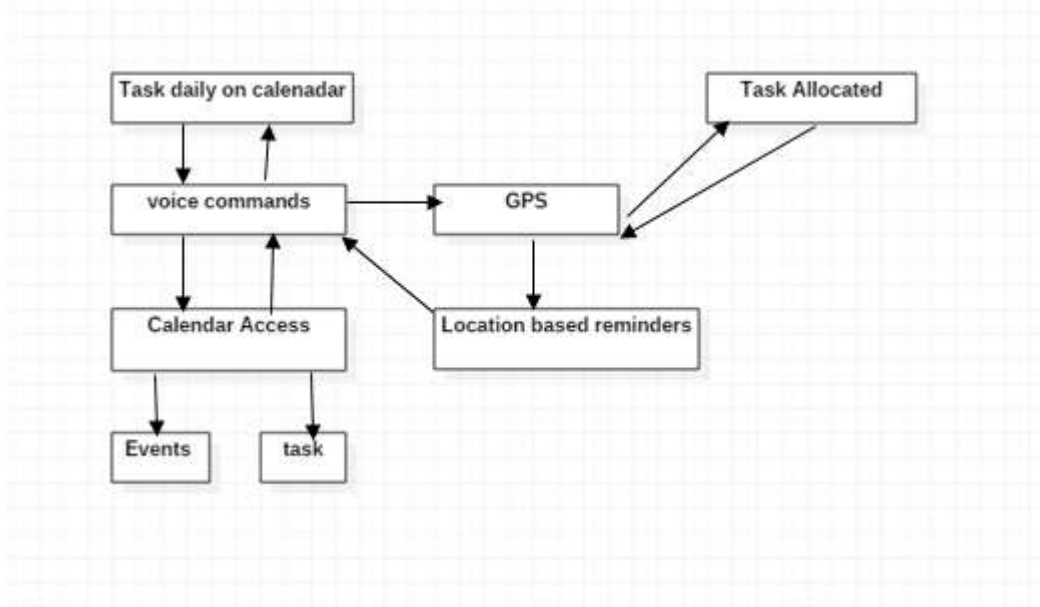 Task daily on calenadar
Task Allocated
voice commands
GPS
Calendar Access
Location based reminders
Events
task